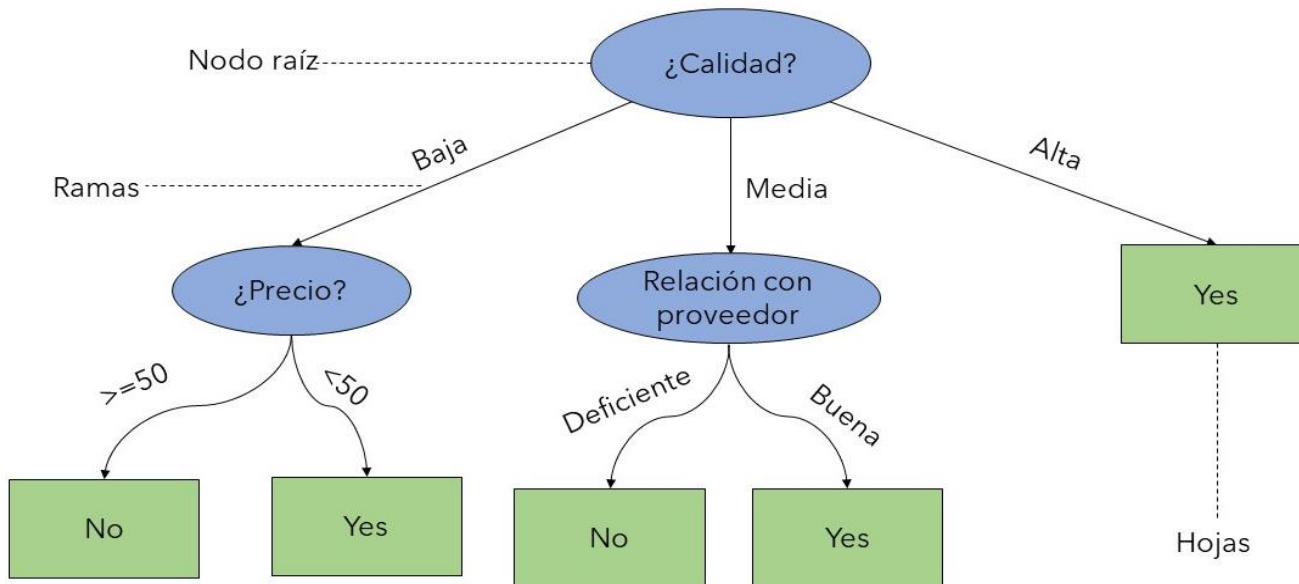 Nodo raíz
¿Calidad?
Baja
Media
Alta
Ramas
¿Precio?
Relación con
proveedor
Yes
>=50
<50
Deficiente
Buena
No
Yes
No
Yes
Hojas